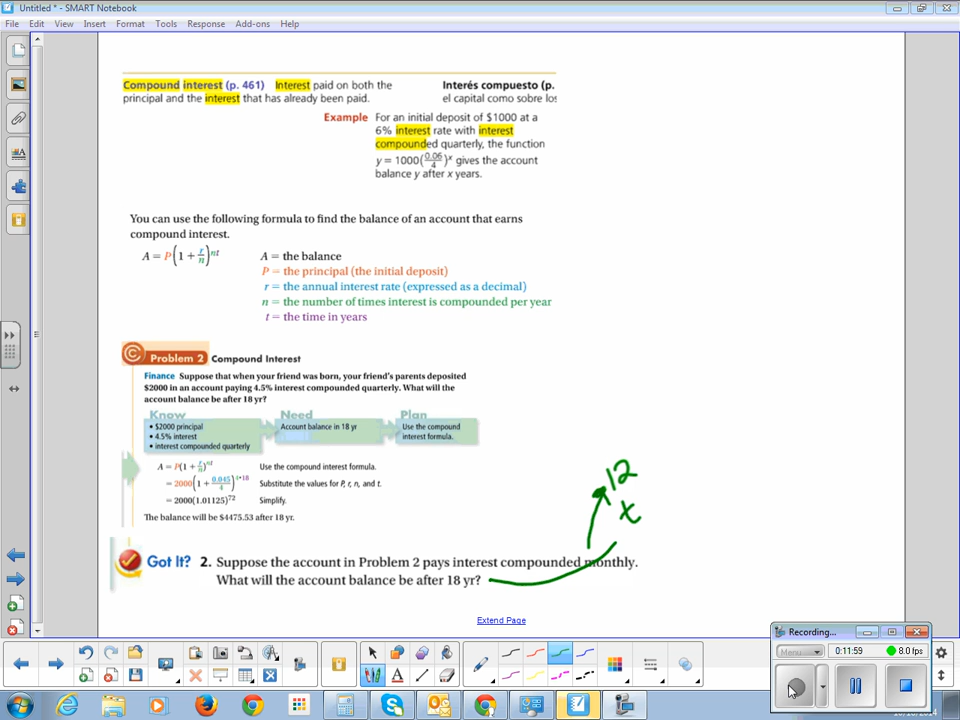 Untitled * - SMART Notebook
File Edit View Insert Format Tools Response Add-ons Help
Compound interest (p. 461) Interest paid on both the
principal and the interest that has already been paid.
Interés compuesto (p.
el capital como sobre los
Example For an initial deposit of $1000 at a
6% interest rate with interest
compounded quarterly, the function
y = 1000(0.06/4)^x gives the account
balance y after x years.
You can use the following formula to find the balance of an account that earns
compound interest.
A = P(1 + r/n)^nt
A = the balance
P = the principal (the initial deposit)
r = the annual interest rate (expressed as a decimal)
n = the number of times interest is compounded per year
t = the time in years
C Problem 2 Compound Interest
Finance Suppose that when your friend was born, your friend's parents deposited
$2000 in an account paying 4.5% interest compounded quarterly. What will the
account balance be after 18 yr?
Know Need Plan
• $2000 principal
• 4.5% interest
• interest compounded quarterly
Account balance in 18 yr
Use the compound
interest formula.
A = P(1 + r/n)^nt Use the compound interest formula.
= 2000(1 + 0.045/4)^4•18 Substitute the values for P, r, n, and t.
= 2000(1.01125)^72 Simplify.
The balance will be $4475.53 after 18 yr.
12
t
Got It? 2. Suppose the account in Problem 2 pays interest compounded monthly.
What will the account balance be after 18 yr?
Extend Page
Recording...
Menu
0:11:59 8.0 fps